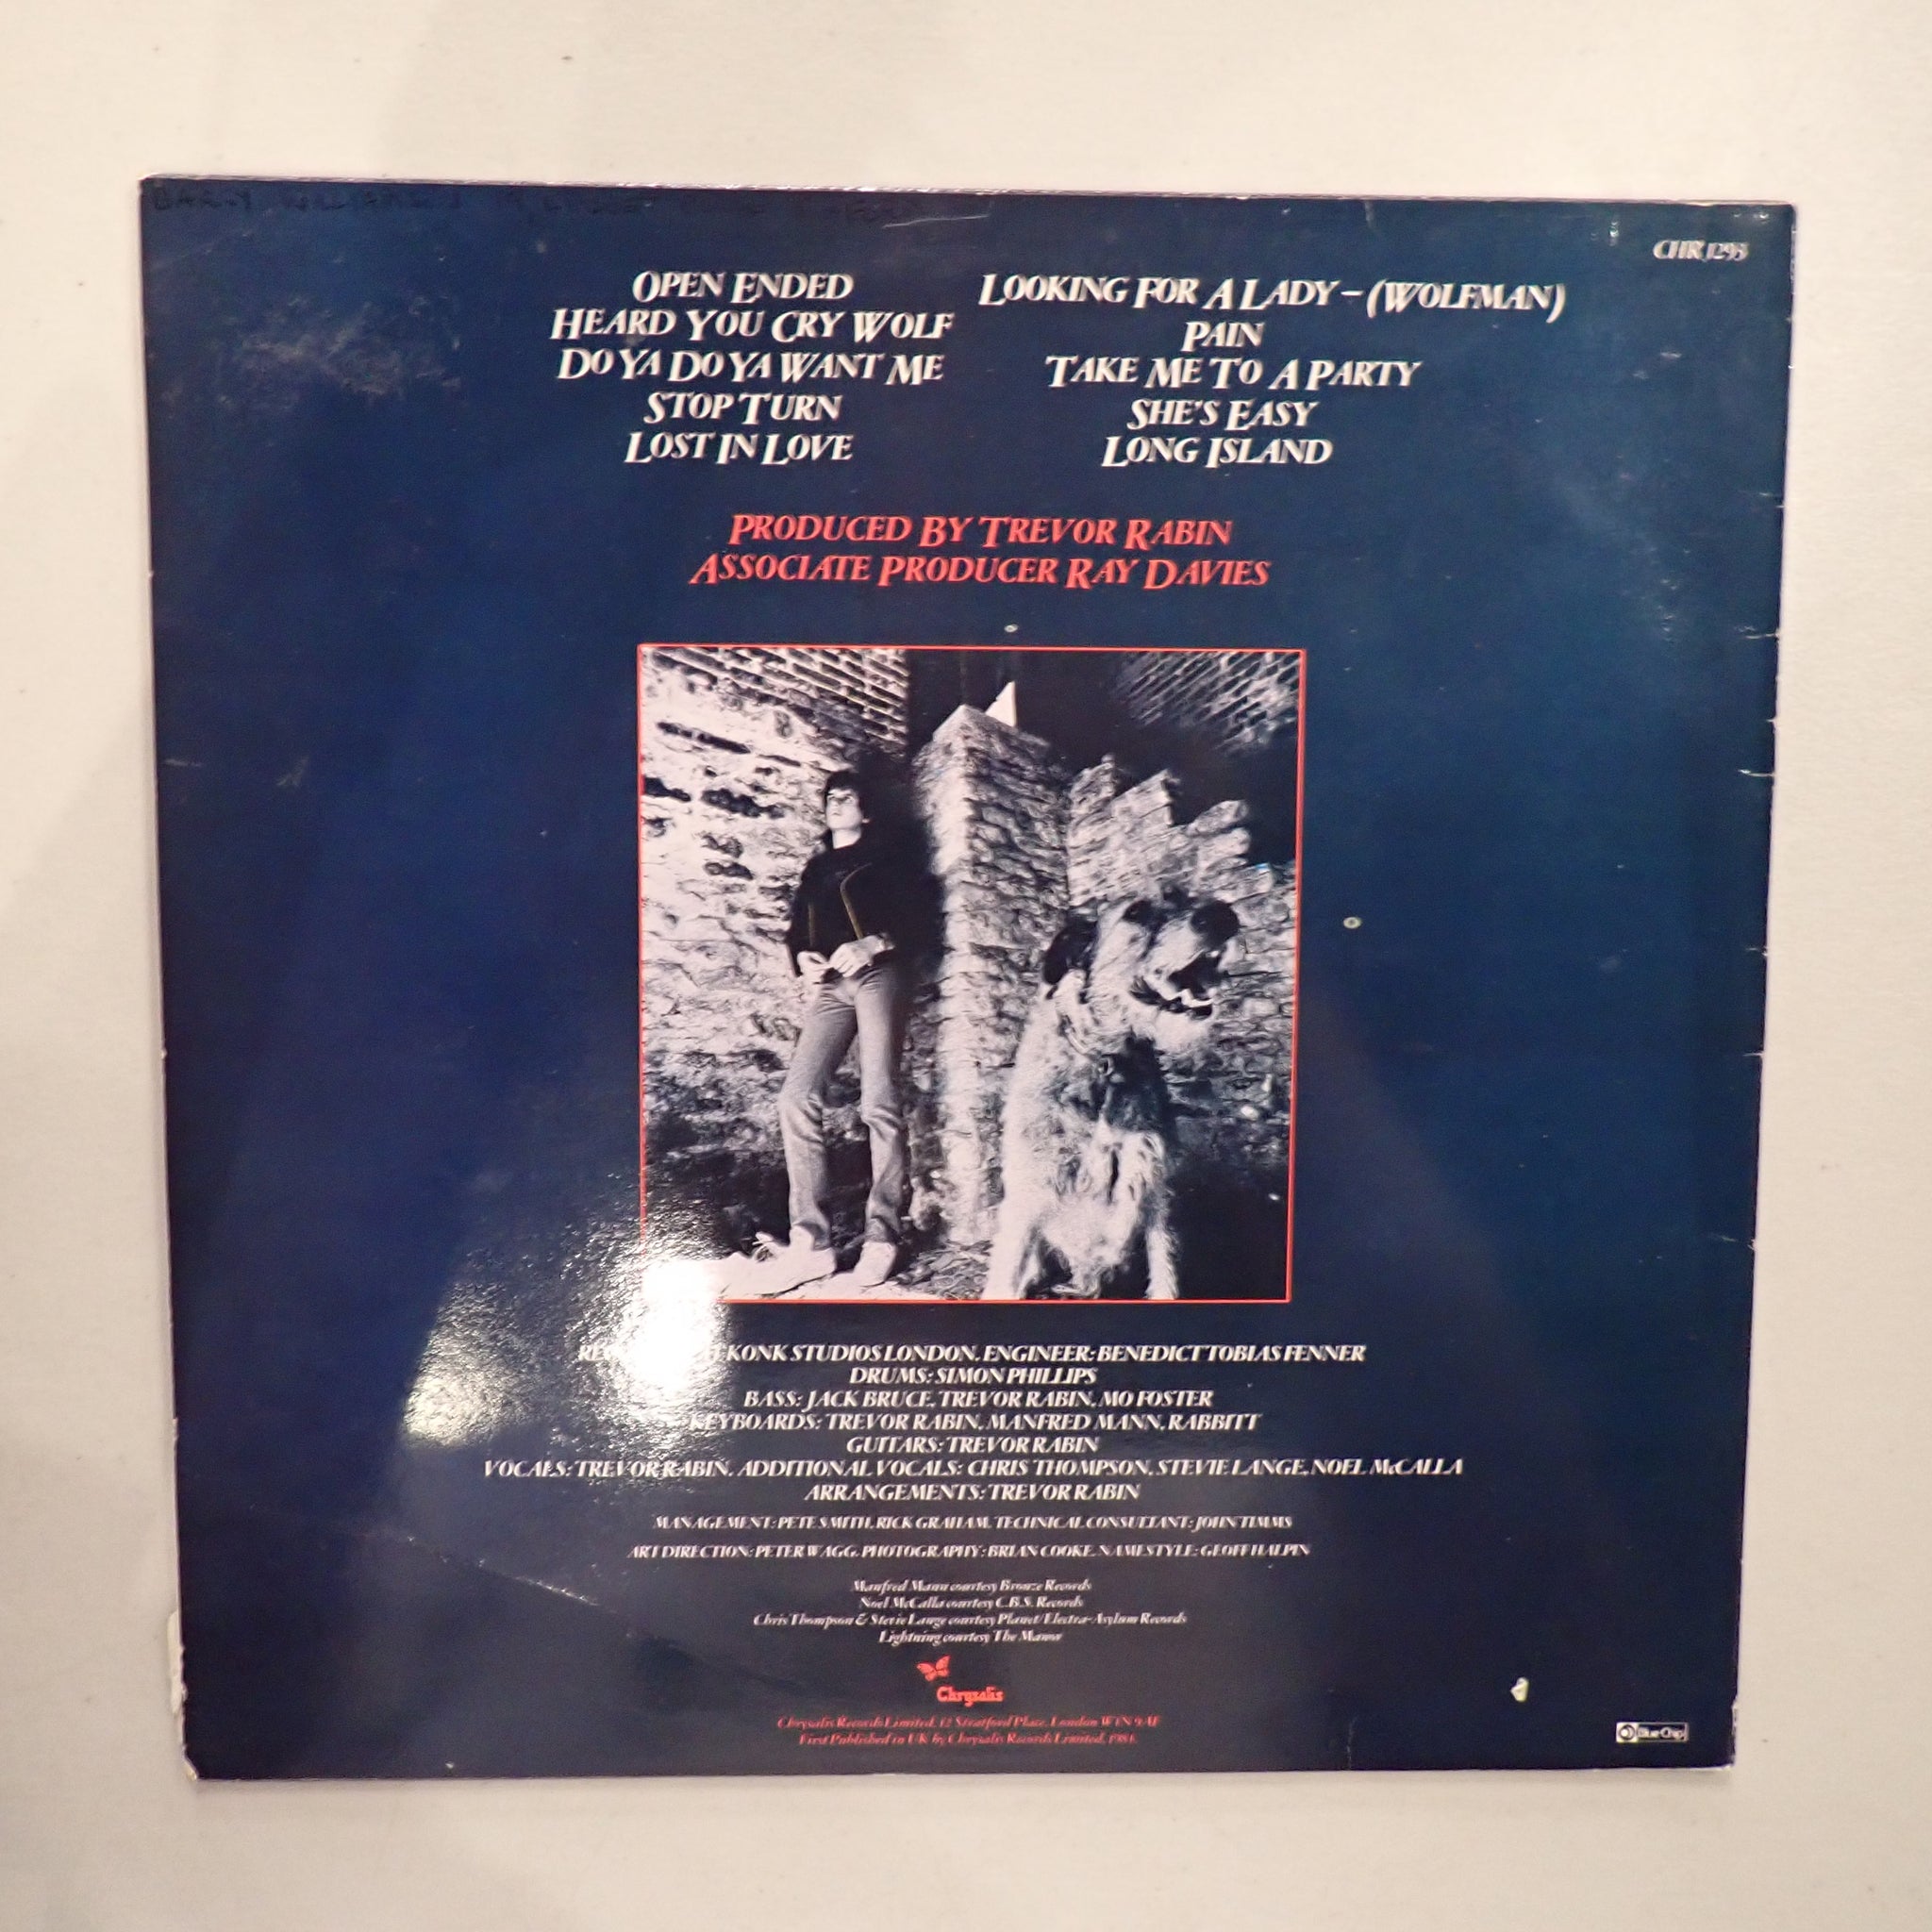 CHR 1293
OPEN ENDED
HEARD YOU CRY WOLF
DO YA DO YA WANT ME
STOP TURN
LOST IN LOVE
LOOKING FOR A LADY - (WOLFMAN)
PAIN
TAKE ME TO A PARTY
SHE'S EASY
LONG ISLAND
PRODUCED BY TREVOR RABIN
ASSOCIATE PRODUCER RAY DAVIES
KONK STUDIOS LONDON. ENGINEER: BENEDICT TOBIAS FENNER
DRUMS: SIMON PHILLIPS
BASS: JACK BRUCE, TREVOR RABIN, MO FOSTER
KEYBOARDS: TREVOR RABIN, MANFRED MANN, RABBITT
GUITARS: TREVOR RABIN
VOCALS: TREVOR RABIN. ADDITIONAL VOCALS: CHRIS THOMPSON, STEVIE LANGE, NOEL McCALLA
ARRANGEMENTS: TREVOR RABIN
MANAGEMENT: PETE SMITH, RICK GRAHAM. TECHNICAL CONSULTANT: JOHN TIMMS
ART DIRECTION: PETER WAGG. PHOTOGRAPHY: BRIAN COOKE. NAMESTYLE: GEOFF HALPIN
Manfred Mann courtesy Bronze Records
Noel McCalla courtesy C.B.S. Records
Chris Thompson & Stevie Lange courtesy Planet/Electra-Asylum Records
Lightning courtesy The Manor
Chrysalis
Chrysalis Records Limited, 12 Stratford Place, London W1N 9AF
First Published in UK by Chrysalis Records Limited, 1981.
Blue Chip